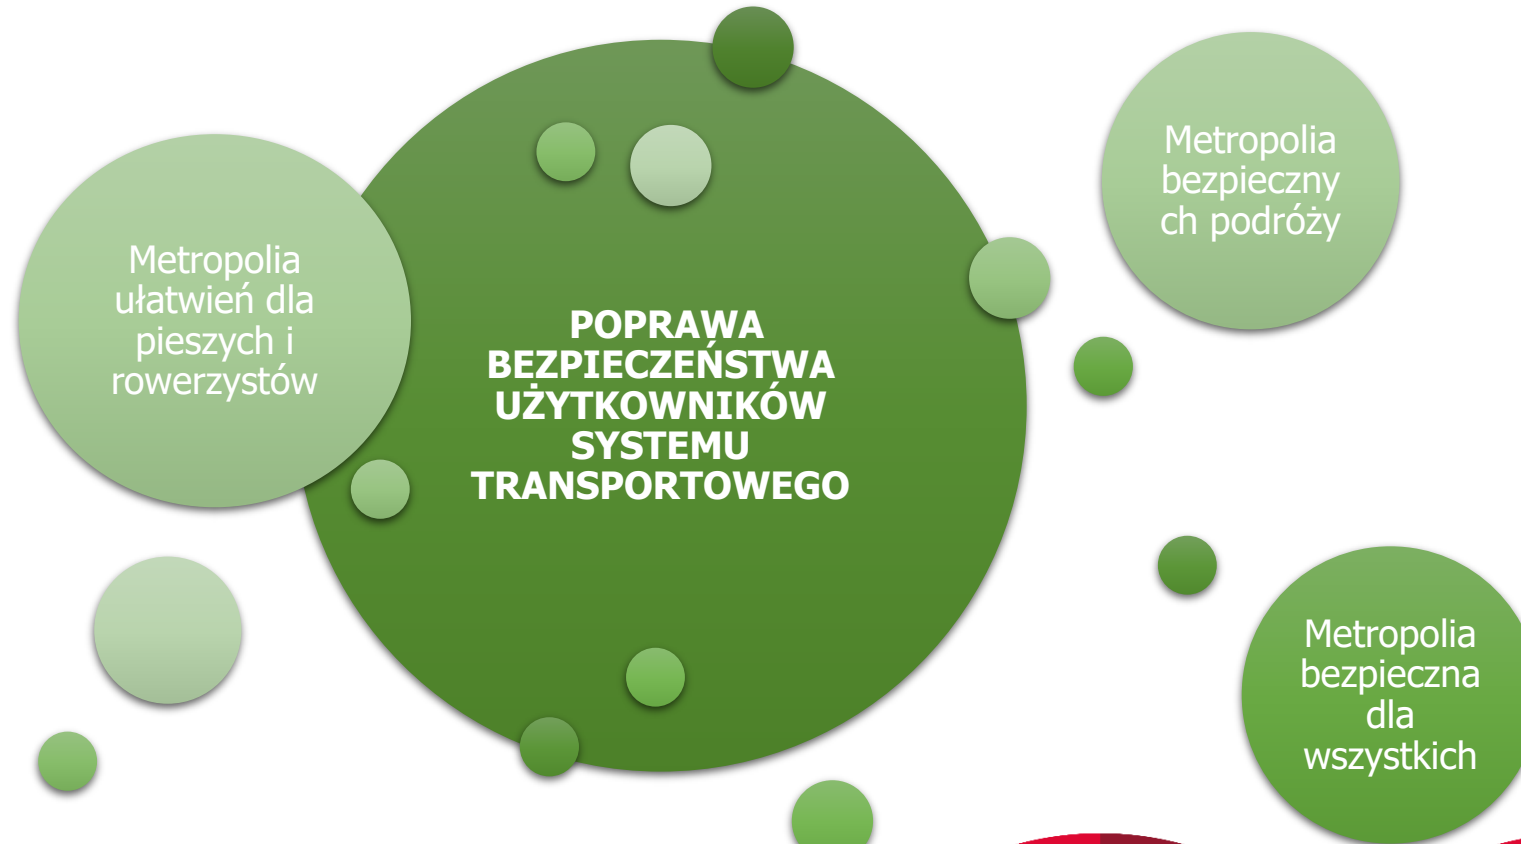 Metropolia
ułatwień dla
pieszych i
rowerzystów
POPRAWA
BEZPIECZEŃSTWA
UŻYTKOWNIKÓW
SYSTEMU
TRANSPORTOWEGO
Metropolia
bezpieczny
ch podróży
Metropolia
bezpieczna
dla
wszystkich